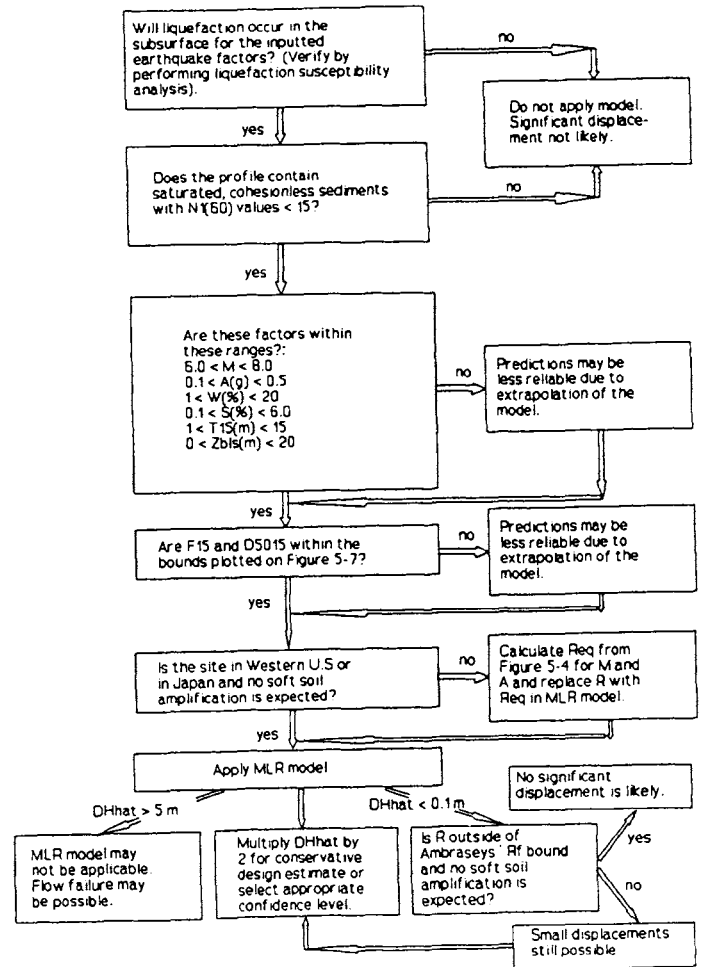 Will liquefaction occur in the
subsurface for the inputted
earthquake factors? (Verify by
performing liquefaction susceptibility
analysis).
no
Do not apply model.
Significant displace-
ment not likely.
yes
Does the profile contain
saturated, cohesionless sediments
with N1(60) values < 15?
no
yes
Are these factors within
these ranges?:
6.0 < M < 8.0
0.1 < A(g) < 0.5
1 < W(%) < 20
0.1 < S(%) < 6.0
1 < T15(m) < 15
0 < Zbls(m) < 20
no
Predictions may be
less reliable due to
extrapolation of the
model.
yes
Are F15 and D5015 within the
bounds plotted on Figure 5-7?
no
Predictions may be
less reliable due to
extrapolation of the
model.
yes
Is the site in Western U.S or
in Japan and no soft soil
amplification is expected?
no
Calculate Req from
Figure 5-4 for M and
A and replace R with
Req in MLR model.
yes
Apply MLR model
DHhat > 5 m
DHhat < 0.1 m
No significant
displacement is likely.
MLR model may
not be applicable.
Flow failure may
be possible.
Multiply DHhat by
2 for conservative
design estimate or
select appropriate
confidence level.
Is R outside of
Ambraseys' Rf bound
and no soft soil
amplification is
expected?
yes
no
Small displacements
still possible